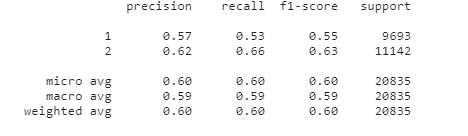 precision recall f1-score support
1 0.57 0.53 0.55 9693
2 0.62 0.66 0.63 11142
micro avg 0.60 0.60 0.60 20835
macro avg 0.59 0.59 0.59 20835
weighted avg 0.60 0.60 0.60 20835